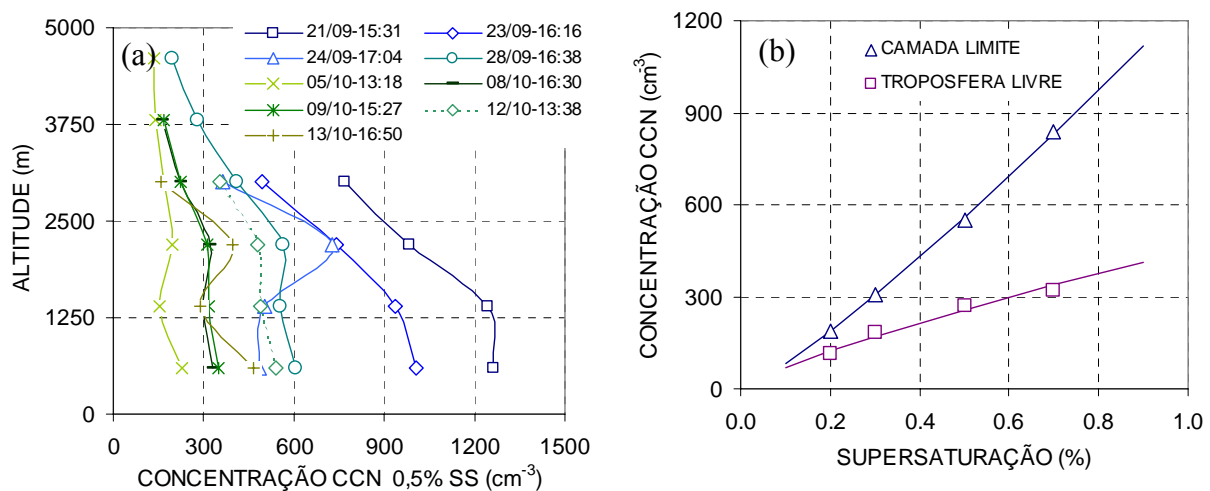 (a)
21/09-15:31
23/09-16:16
24/09-17:04
28/09-16:38
05/10-13:18
08/10-16:30
09/10-15:27
12/10-13:38
13/10-16:50
5000
3750
2500
1250
0
ALTITUDE (m)
0 300 600 900 1200 1500
CONCENTRAÇÃO CCN 0,5% SS (cm⁻³)
(b)
CAMADA LIMITE
TROPOSFERA LIVRE
1200
900
600
300
0
CONCENTRAÇÃO CCN (cm⁻³)
0.0 0.2 0.4 0.6 0.8 1.0
SUPERSATURAÇÃO (%)